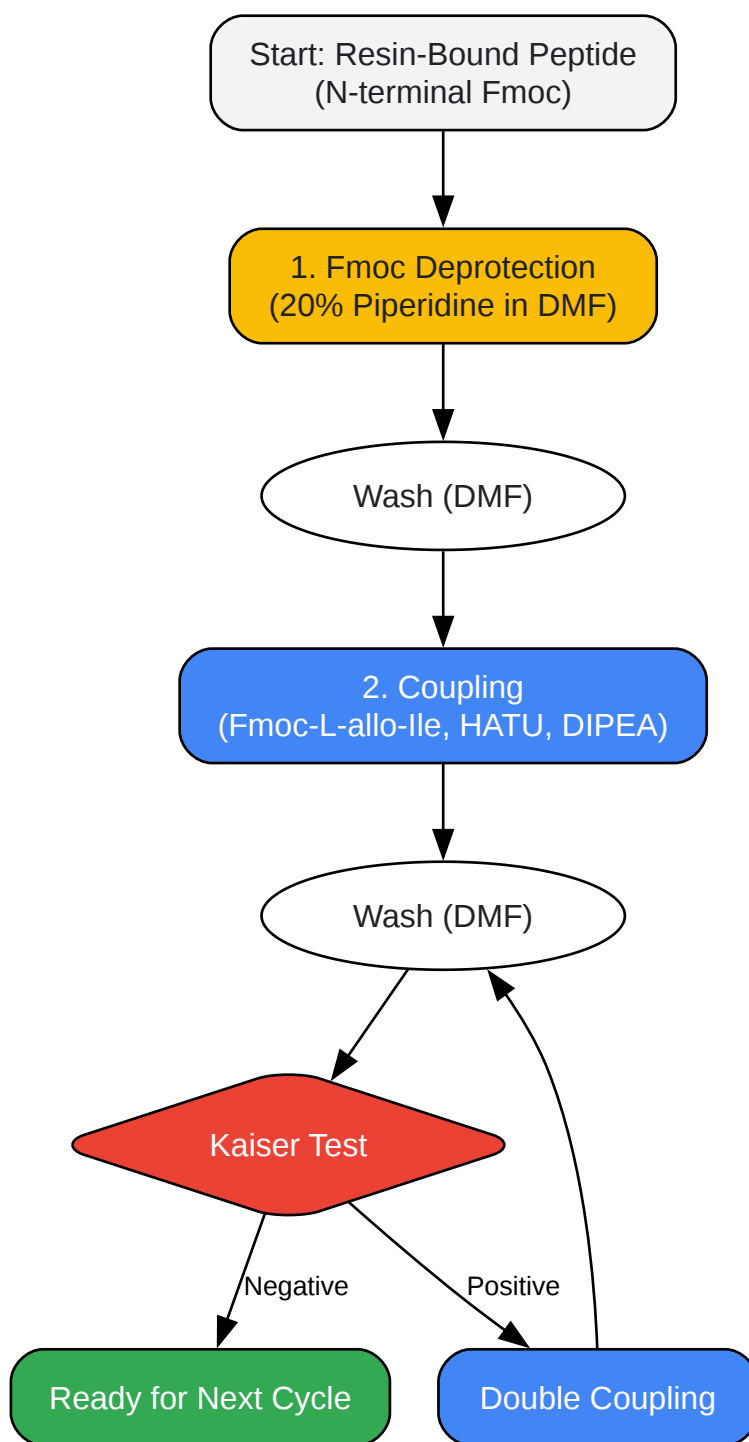 Start: Resin-Bound Peptide
(N-terminal Fmoc)
1. Fmoc Deprotection
(20% Piperidine in DMF)
Wash (DMF)
2. Coupling
(Fmoc-L-allo-Ile, HATU, DIPEA)
Wash (DMF)
Kaiser Test
Negative
Positive
Ready for Next Cycle
Double Coupling